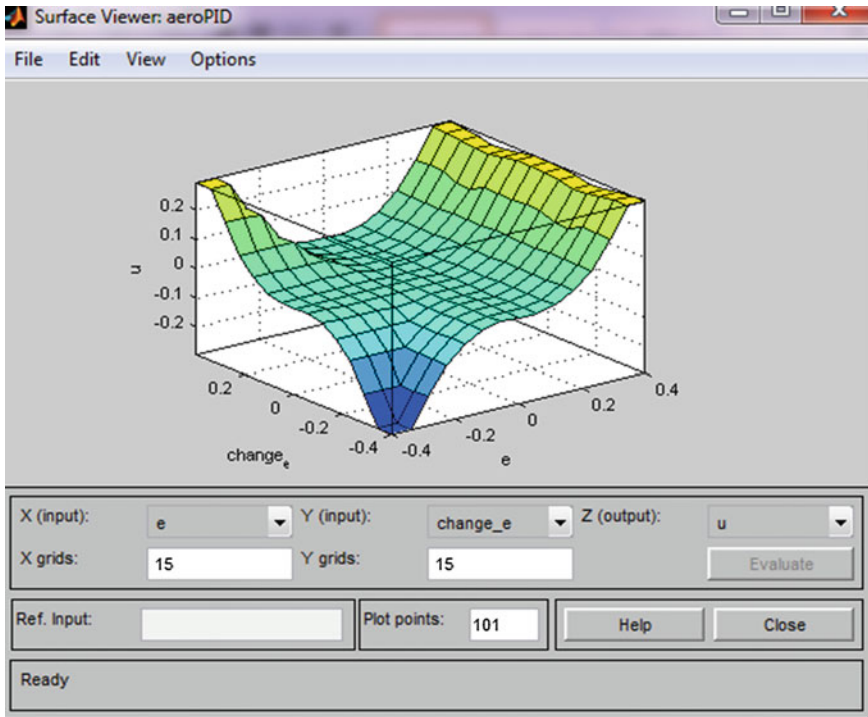 Surface Viewer: aeroPID
File Edit View Options
0.2
0.1
0
-0.1
-0.2
u
0.2
0
-0.2
-0.4
change_e
-0.4
-0.2
0
0.2
0.4
e
X (input): e Y (input): change_e Z (output): u
X grids: 15 Y grids: 15 Evaluate
Ref. Input: Plot points: 101 Help Close
Ready